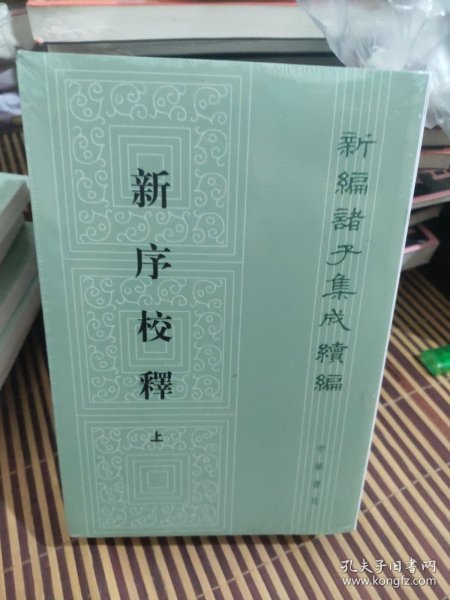 新編諸子集成續編
新序校釋
上
中華書局
孔夫子旧书网
www.kongfz.com